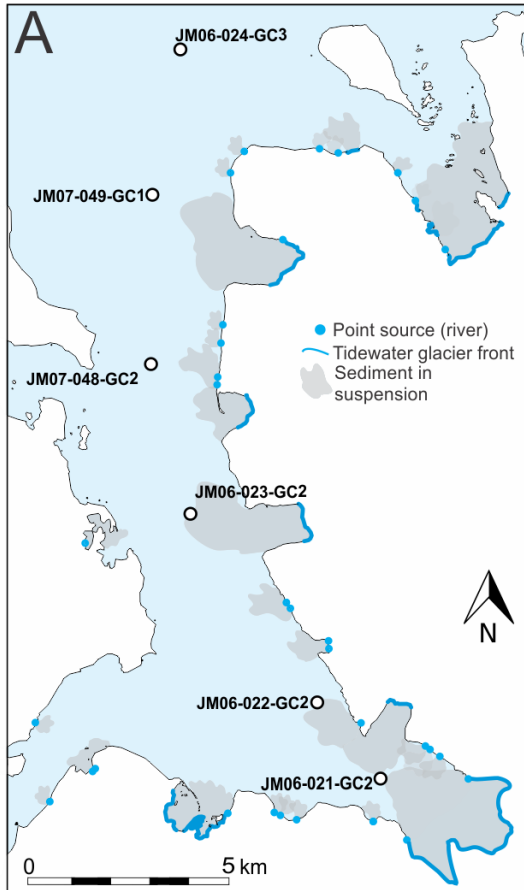 A
JM06-024-GC3
JM07-049-GC1
Point source (river)
Tidewater glacier front
Sediment in
suspension
JM07-048-GC2
JM06-023-GC2
N
JM06-022-GC2
JM06-021-GC2
0 5 km